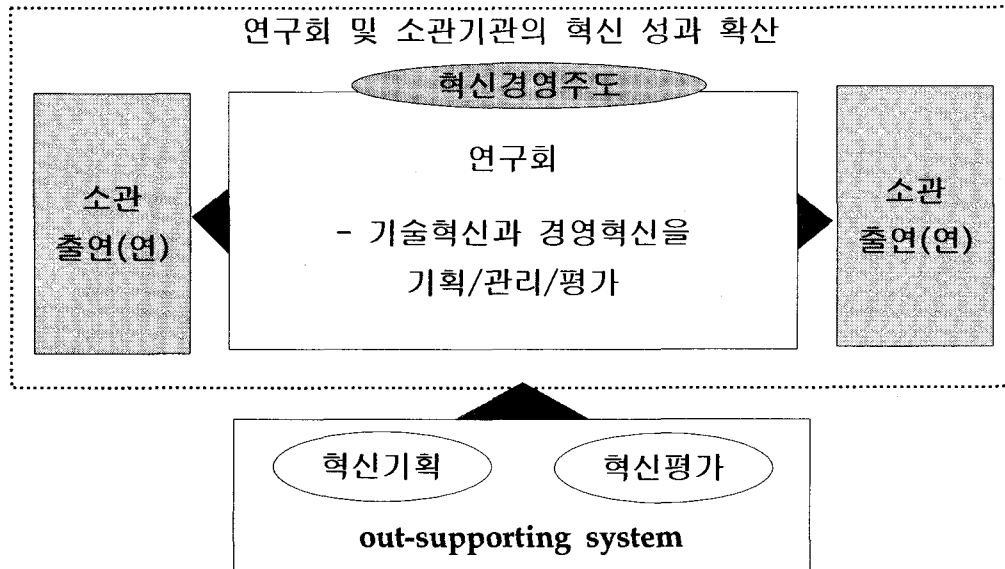 연구회 및 소관기관의 혁신 성과 확산
혁신경영주도
소관
출연(연)
연구회
- 기술혁신과 경영혁신을
기획/관리/평가
소관
출연(연)
혁신기획
혁신평가
out-supporting system